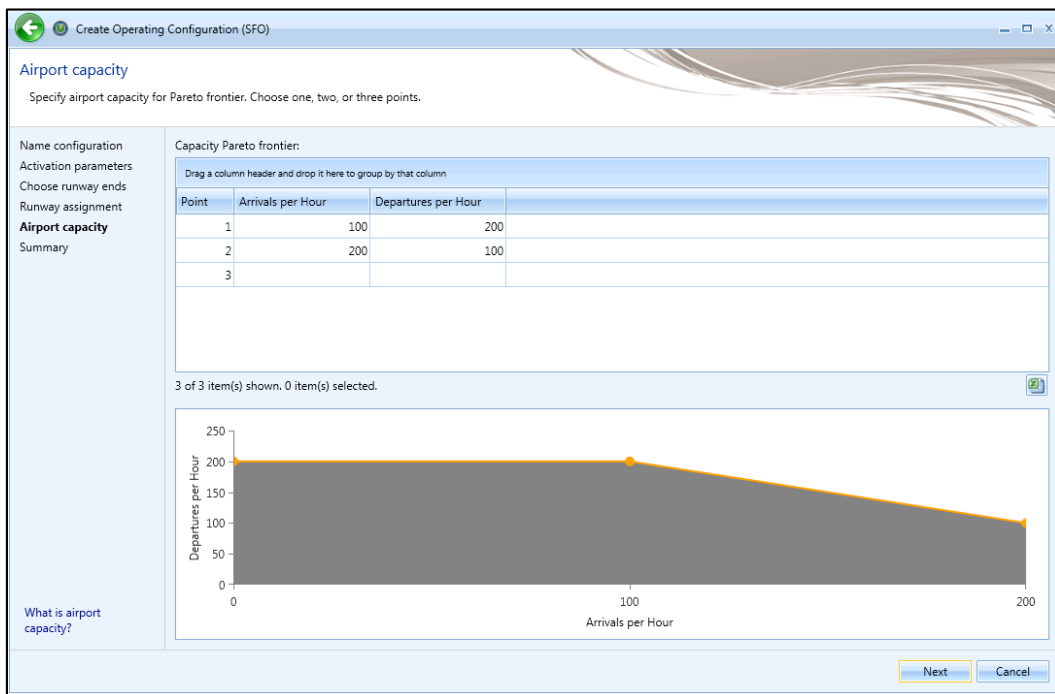 Create Operating Configuration (SFO)
Airport capacity
Specify airport capacity for Pareto frontier. Choose one, two, or three points.
Name configuration
Activation parameters
Choose runway ends
Runway assignment
Airport capacity
Summary
What is airport
capacity?
Capacity Pareto frontier:
Drag a column header and drop it here to group by that column
Point Arrivals per Hour Departures per Hour
1 100 200
2 200 100
3
3 of 3 item(s) shown. 0 item(s) selected.
Departures per Hour
250
200
150
100
50
0
0 100 200
Arrivals per Hour
Next Cancel